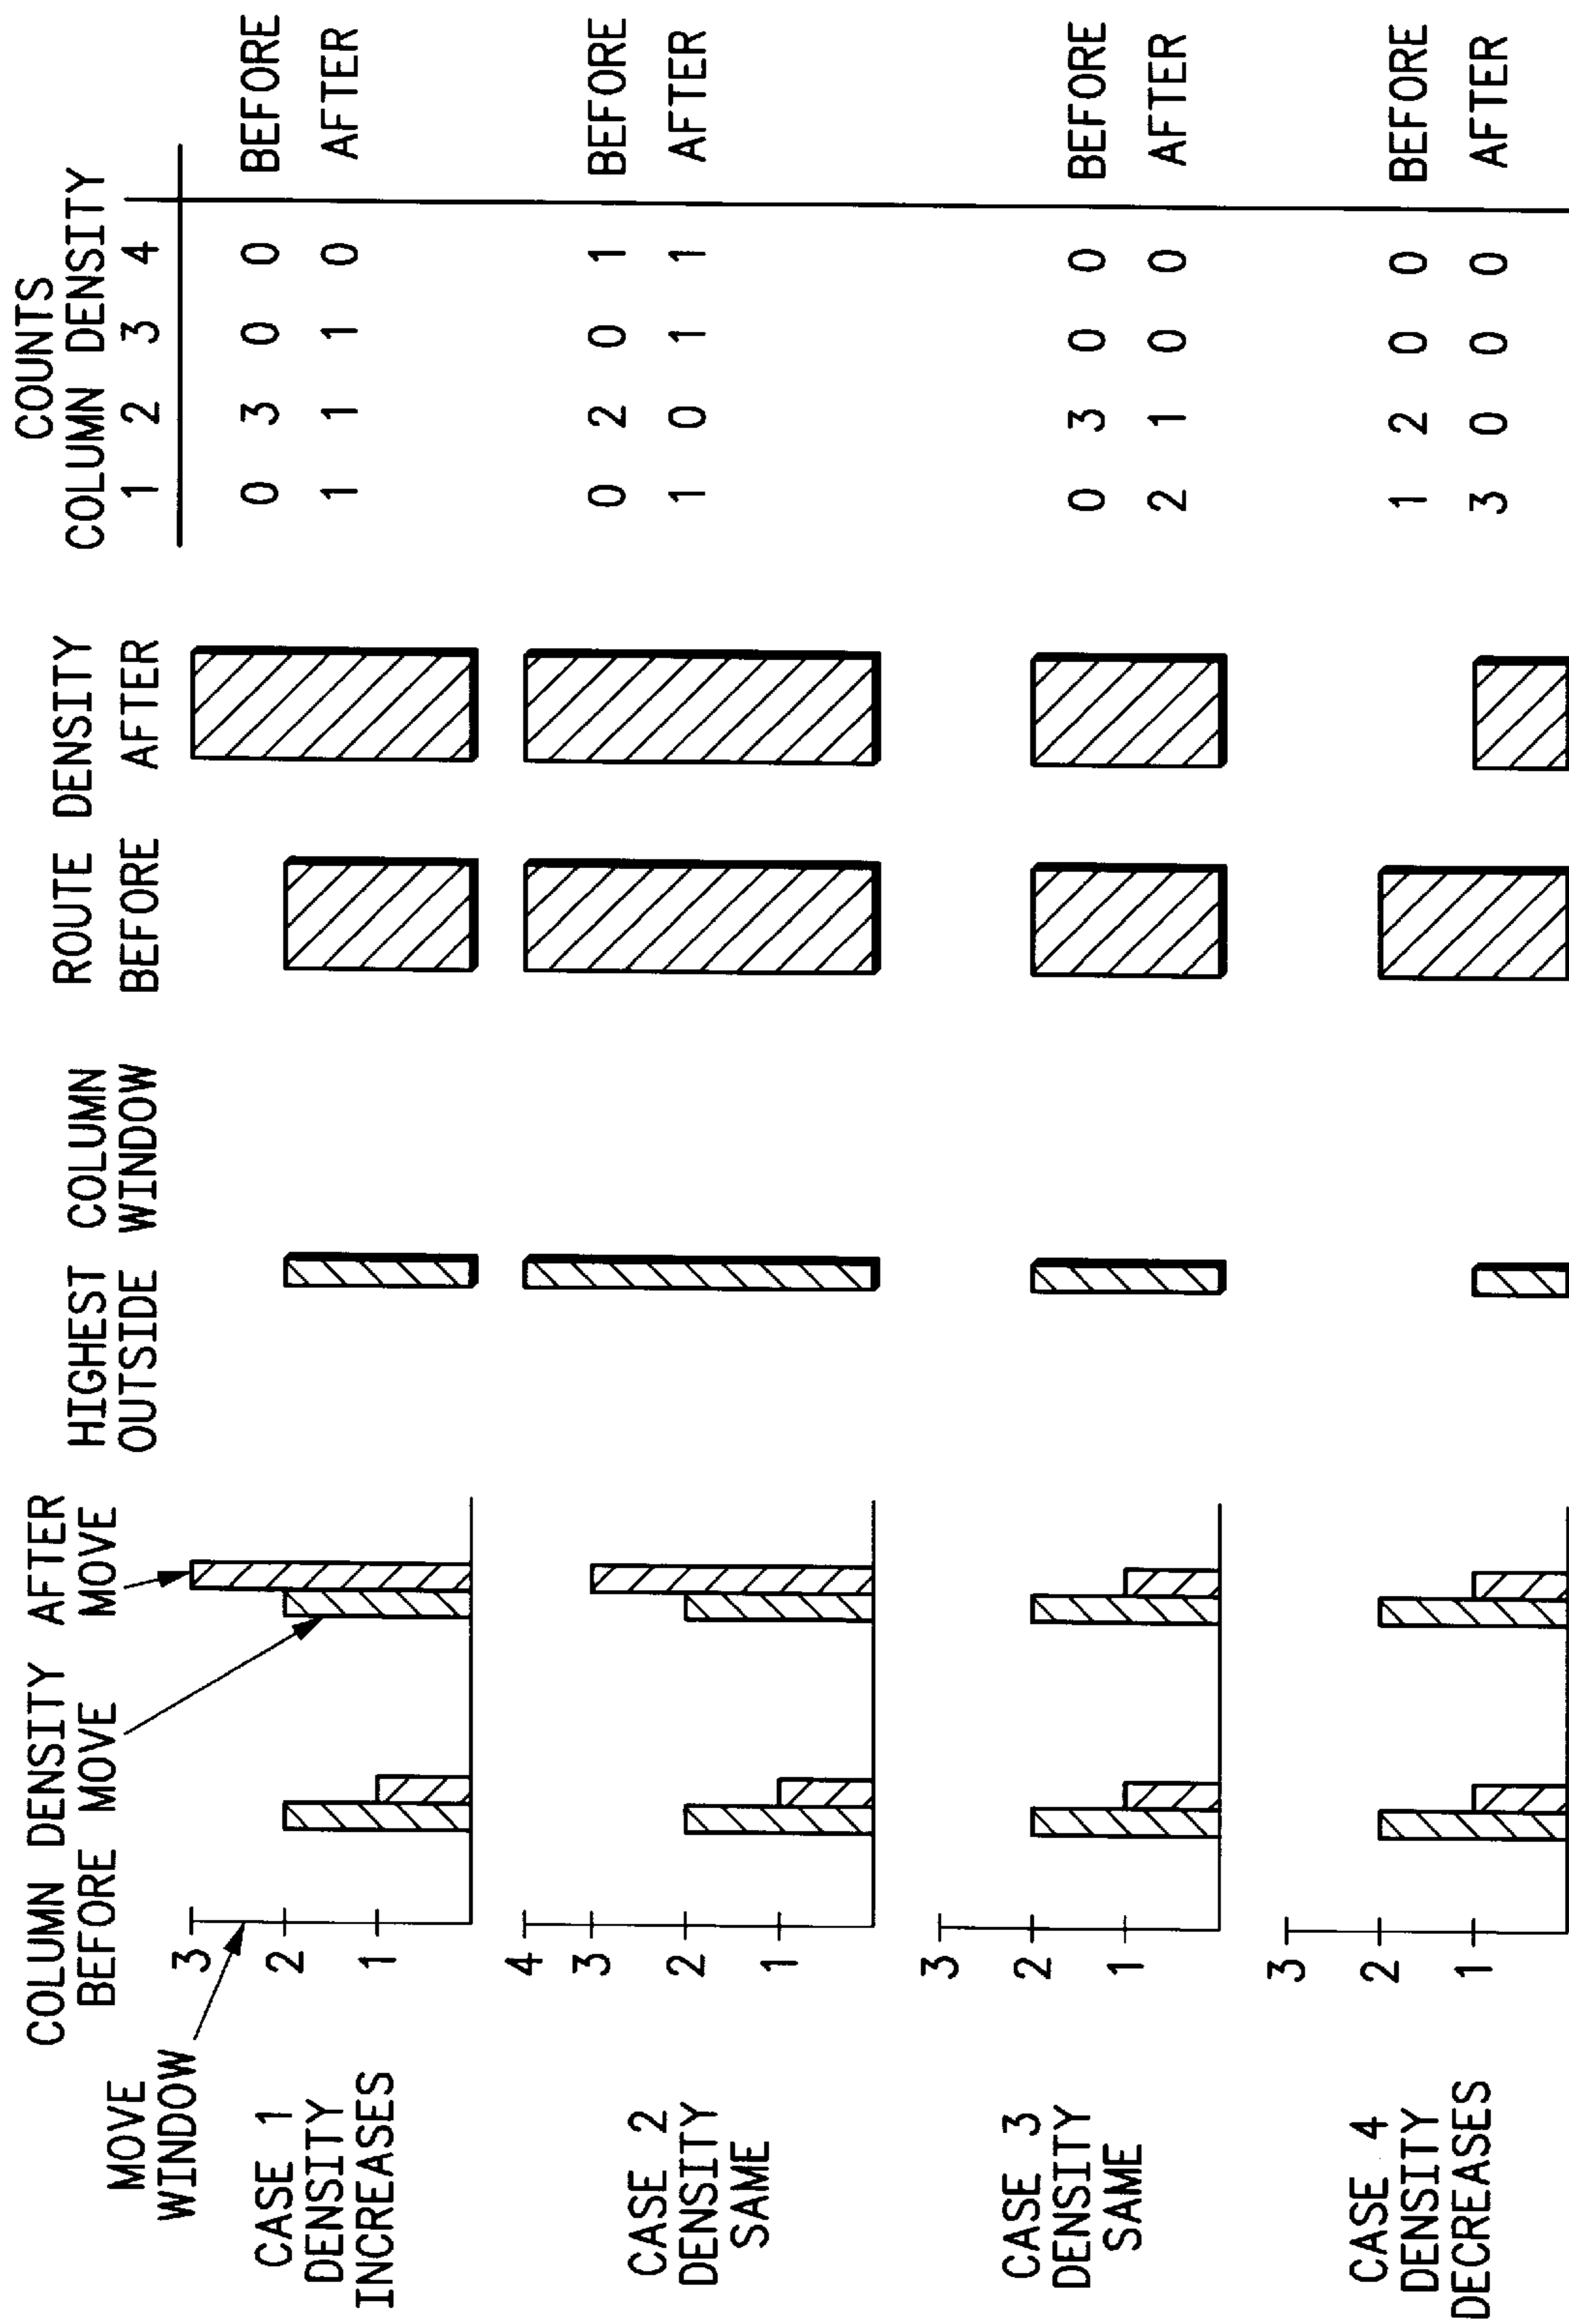 COLUMN DENSITY AFTER
BEFORE MOVE MOVE
HIGHEST COLUMN
OUTSIDE WINDOW
ROUTE DENSITY
BEFORE AFTER
COUNTS
COLUMN DENSITY
1 2 3 4
MOVE
WINDOW
CASE 1
DENSITY
INCREASES
3
2
1
0 3 0 0 BEFORE
1 1 1 0 AFTER
CASE 2
DENSITY
SAME
4
3
2
1
0 2 0 1 BEFORE
1 0 1 1 AFTER
CASE 3
DENSITY
SAME
3
2
1
0 3 0 0 BEFORE
2 1 0 0 AFTER
CASE 4
DENSITY
DECREASES
3
2
1
1 2 0 0 BEFORE
3 0 0 0 AFTER